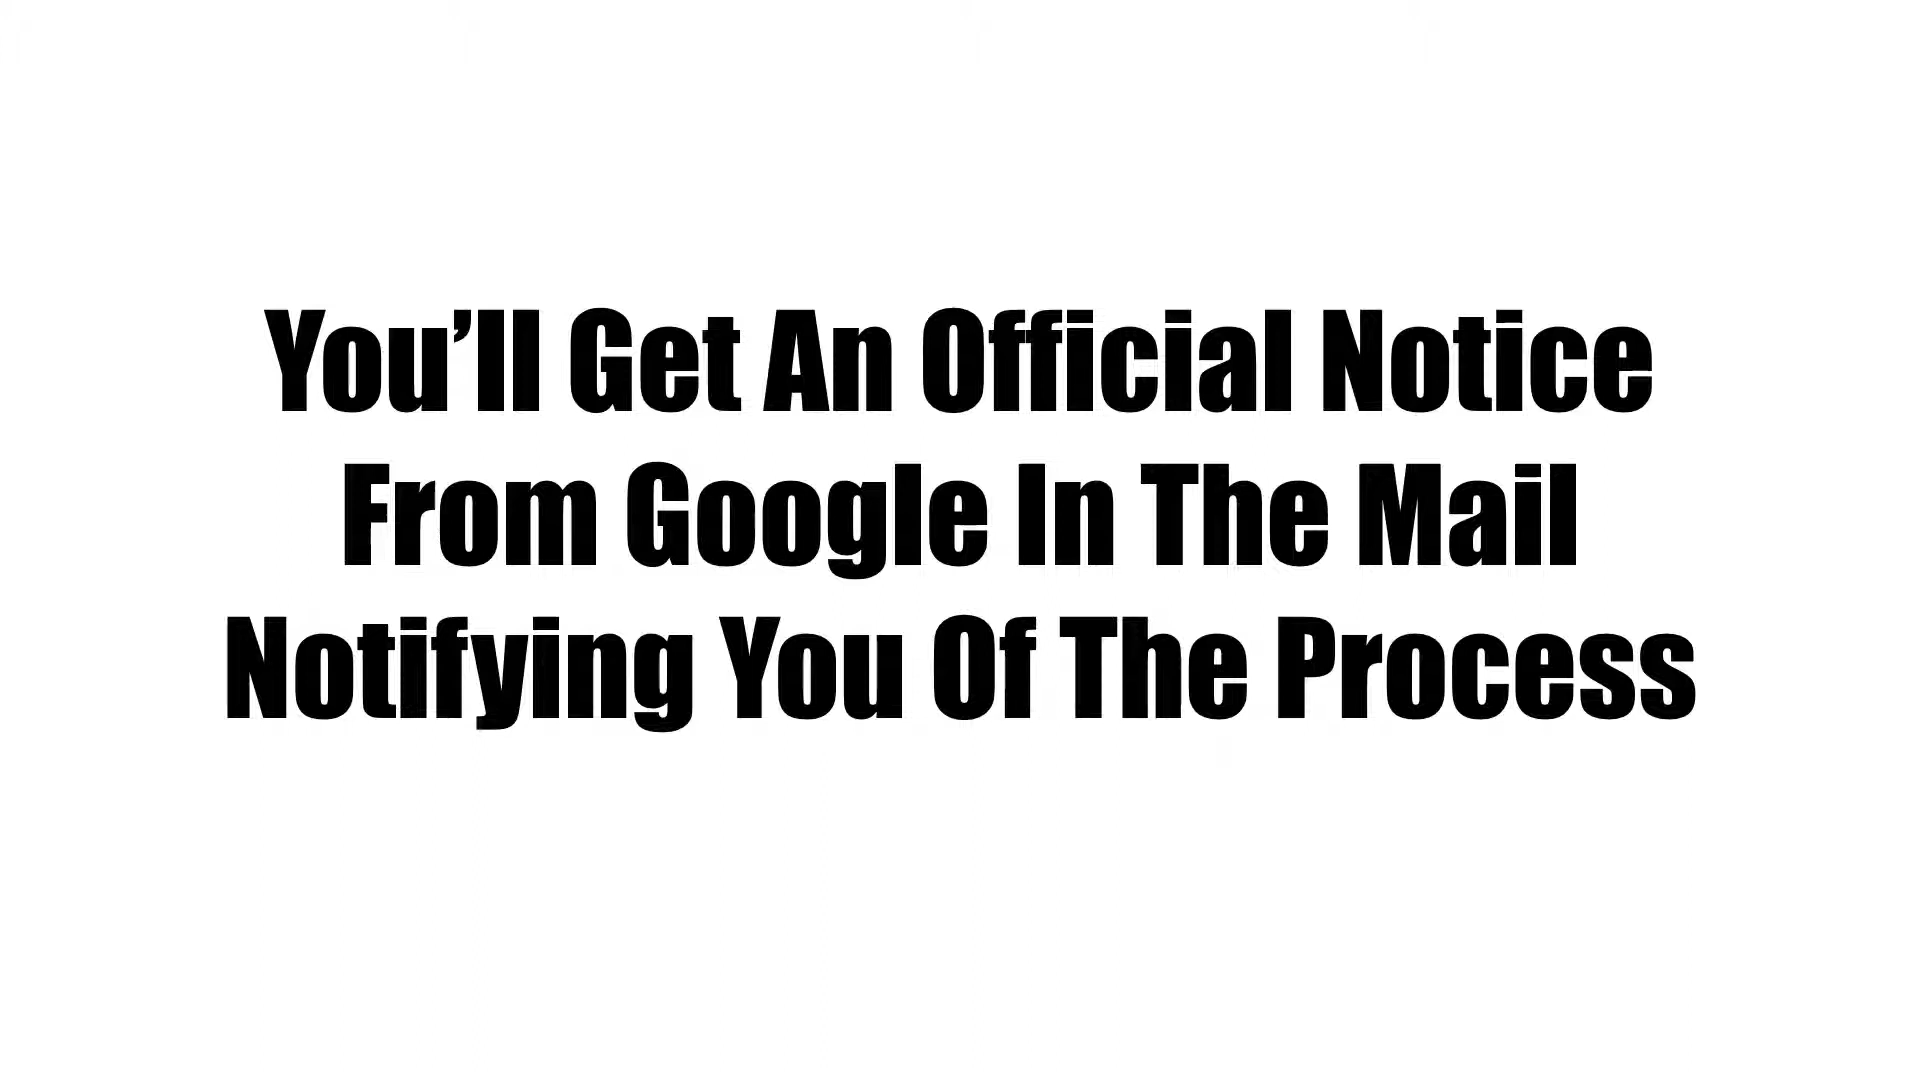 You’ll Get An Official Notice
From Google In The Mail
Notifying You Of The Process